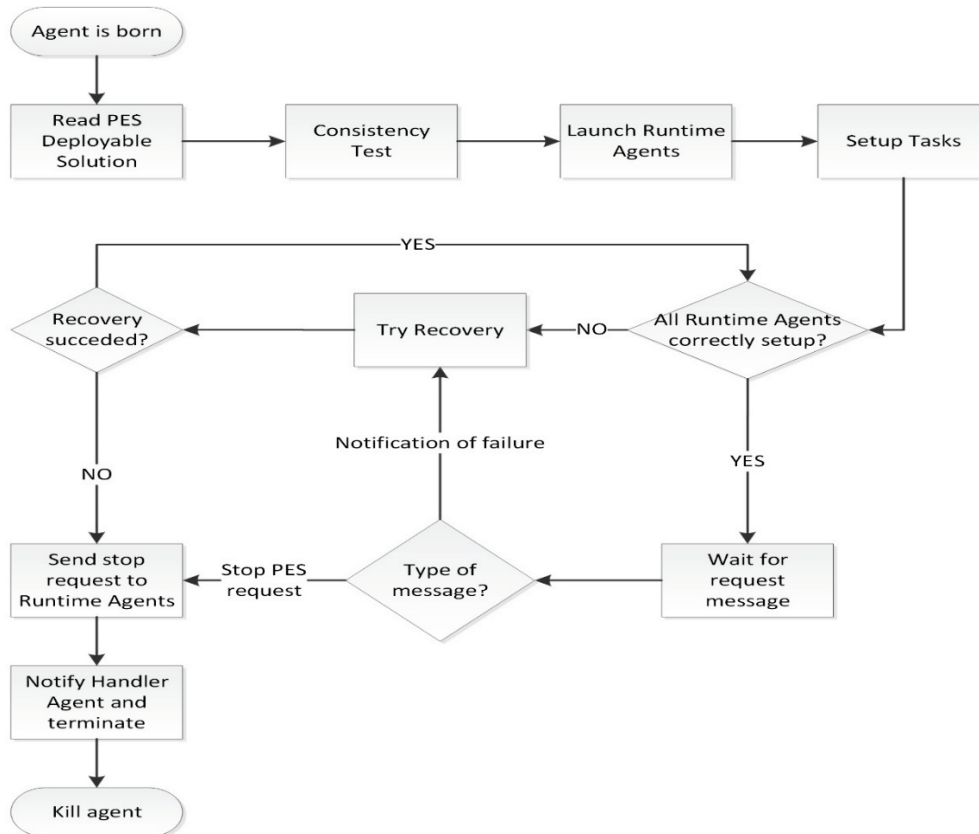 Agent is born
Read PES
Deployable
Solution
Consistency
Test
Launch Runtime
Agents
Setup Tasks
YES
Recovery
succeded?
Try Recovery
NO
All Runtime Agents
correctly setup?
Notification of failure
NO
YES
Send stop
request to
Runtime Agents
Stop PES
request
Type of
message?
Wait for
request
message
Notify Handler
Agent and
terminate
Kill agent